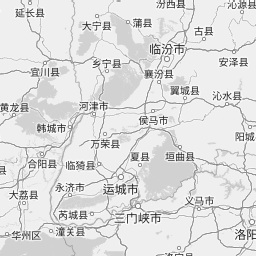 延长县
大宁县
蒲县
汾西县
古县
沁源县
临汾市
安泽县
宜川县
乡宁县
襄汾县
翼城县
沁水县
黄龙县
河津市
侯马市
韩城市
万荣县
阳城
合阳县
临猗县
夏县
垣曲县
大荔县
永济市
运城市
芮城县
三门峡市
义马市
华州区
潼关县
洛阳